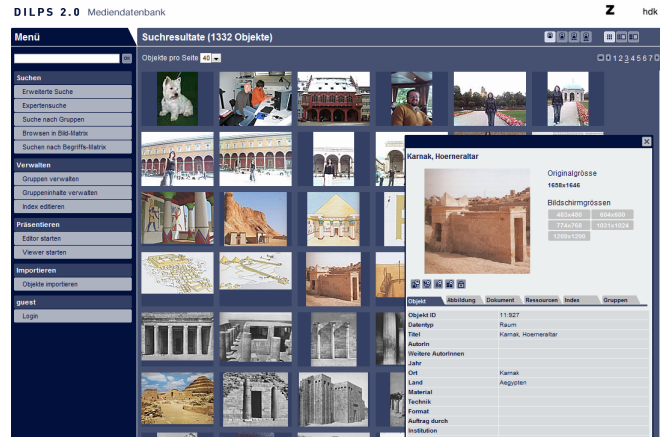 DILPS 2.0 Mediendatenbank
Z hdk
Menü
Suchresultate (1332 Objekte)
Objekte pro Seite 40
1 2 3 4 5 6 7
Suchen
Erweiterte Suche
Expertensuche
Suche nach Gruppen
Browsen in Bild-Matrix
Suchen nach Begriffs-Matrix
Verwalten
Gruppen verwalten
Gruppeninhalte verwalten
Index editieren
Präsentieren
Editor starten
Viewer starten
Importieren
Objekte importieren
guest
Login
Karnak, Hoerneraltar
Originalgrösse
1658x1646
Bildschirmgrössen
483x480 604x600
774x768 1031x1024
1208x1200
Objekt Abbildung Dokument Ressourcen Index Gruppen
Objekt ID 11:927
Datentyp Raum
Titel Karnak, Hoerneraltar
AutorIn
Weitere AutorInnen
Jahr
Ort Karnak
Land Aegypten
Material
Technik
Format
Auftrag durch
Institution